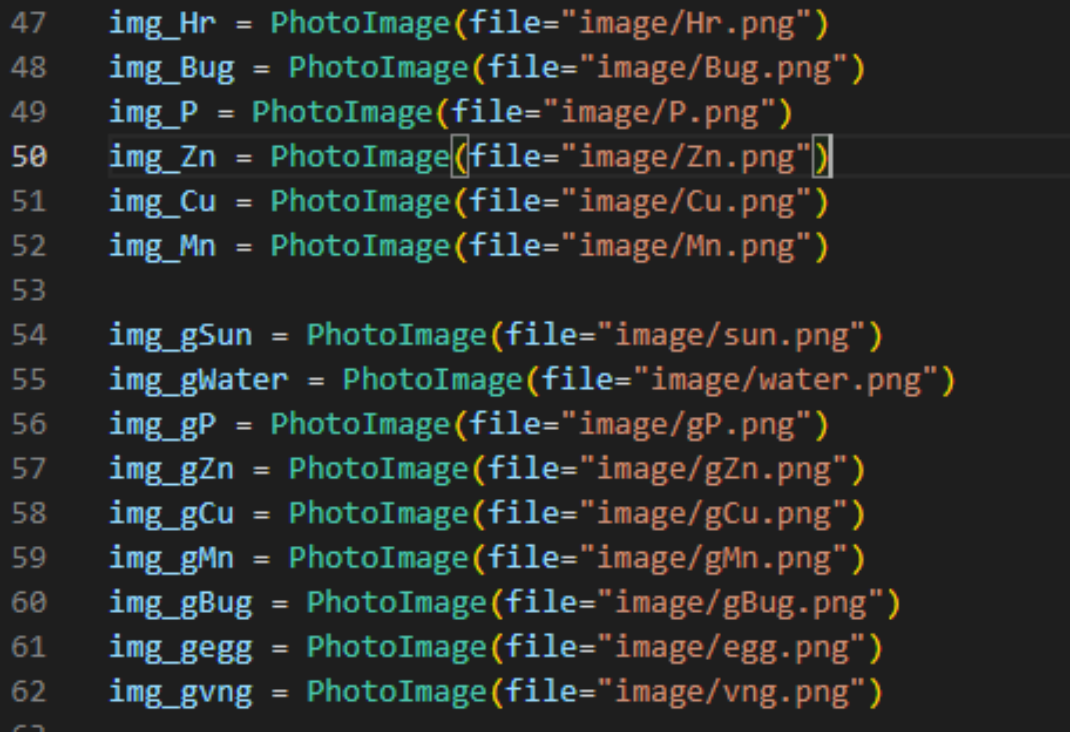 47 img_Hr = PhotoImage(file="image/Hr.png")
48 img_Bug = PhotoImage(file="image/Bug.png")
49 img_P = PhotoImage(file="image/P.png")
50 img_Zn = PhotoImage(file="image/Zn.png")
51 img_Cu = PhotoImage(file="image/Cu.png")
52 img_Mn = PhotoImage(file="image/Mn.png")
53
54 img_gSun = PhotoImage(file="image/sun.png")
55 img_gWater = PhotoImage(file="image/water.png")
56 img_gP = PhotoImage(file="image/gP.png")
57 img_gZn = PhotoImage(file="image/gZn.png")
58 img_gCu = PhotoImage(file="image/gCu.png")
59 img_gMn = PhotoImage(file="image/gMn.png")
60 img_gBug = PhotoImage(file="image/gBug.png")
61 img_gegg = PhotoImage(file="image/egg.png")
62 img_gvng = PhotoImage(file="image/vng.png")